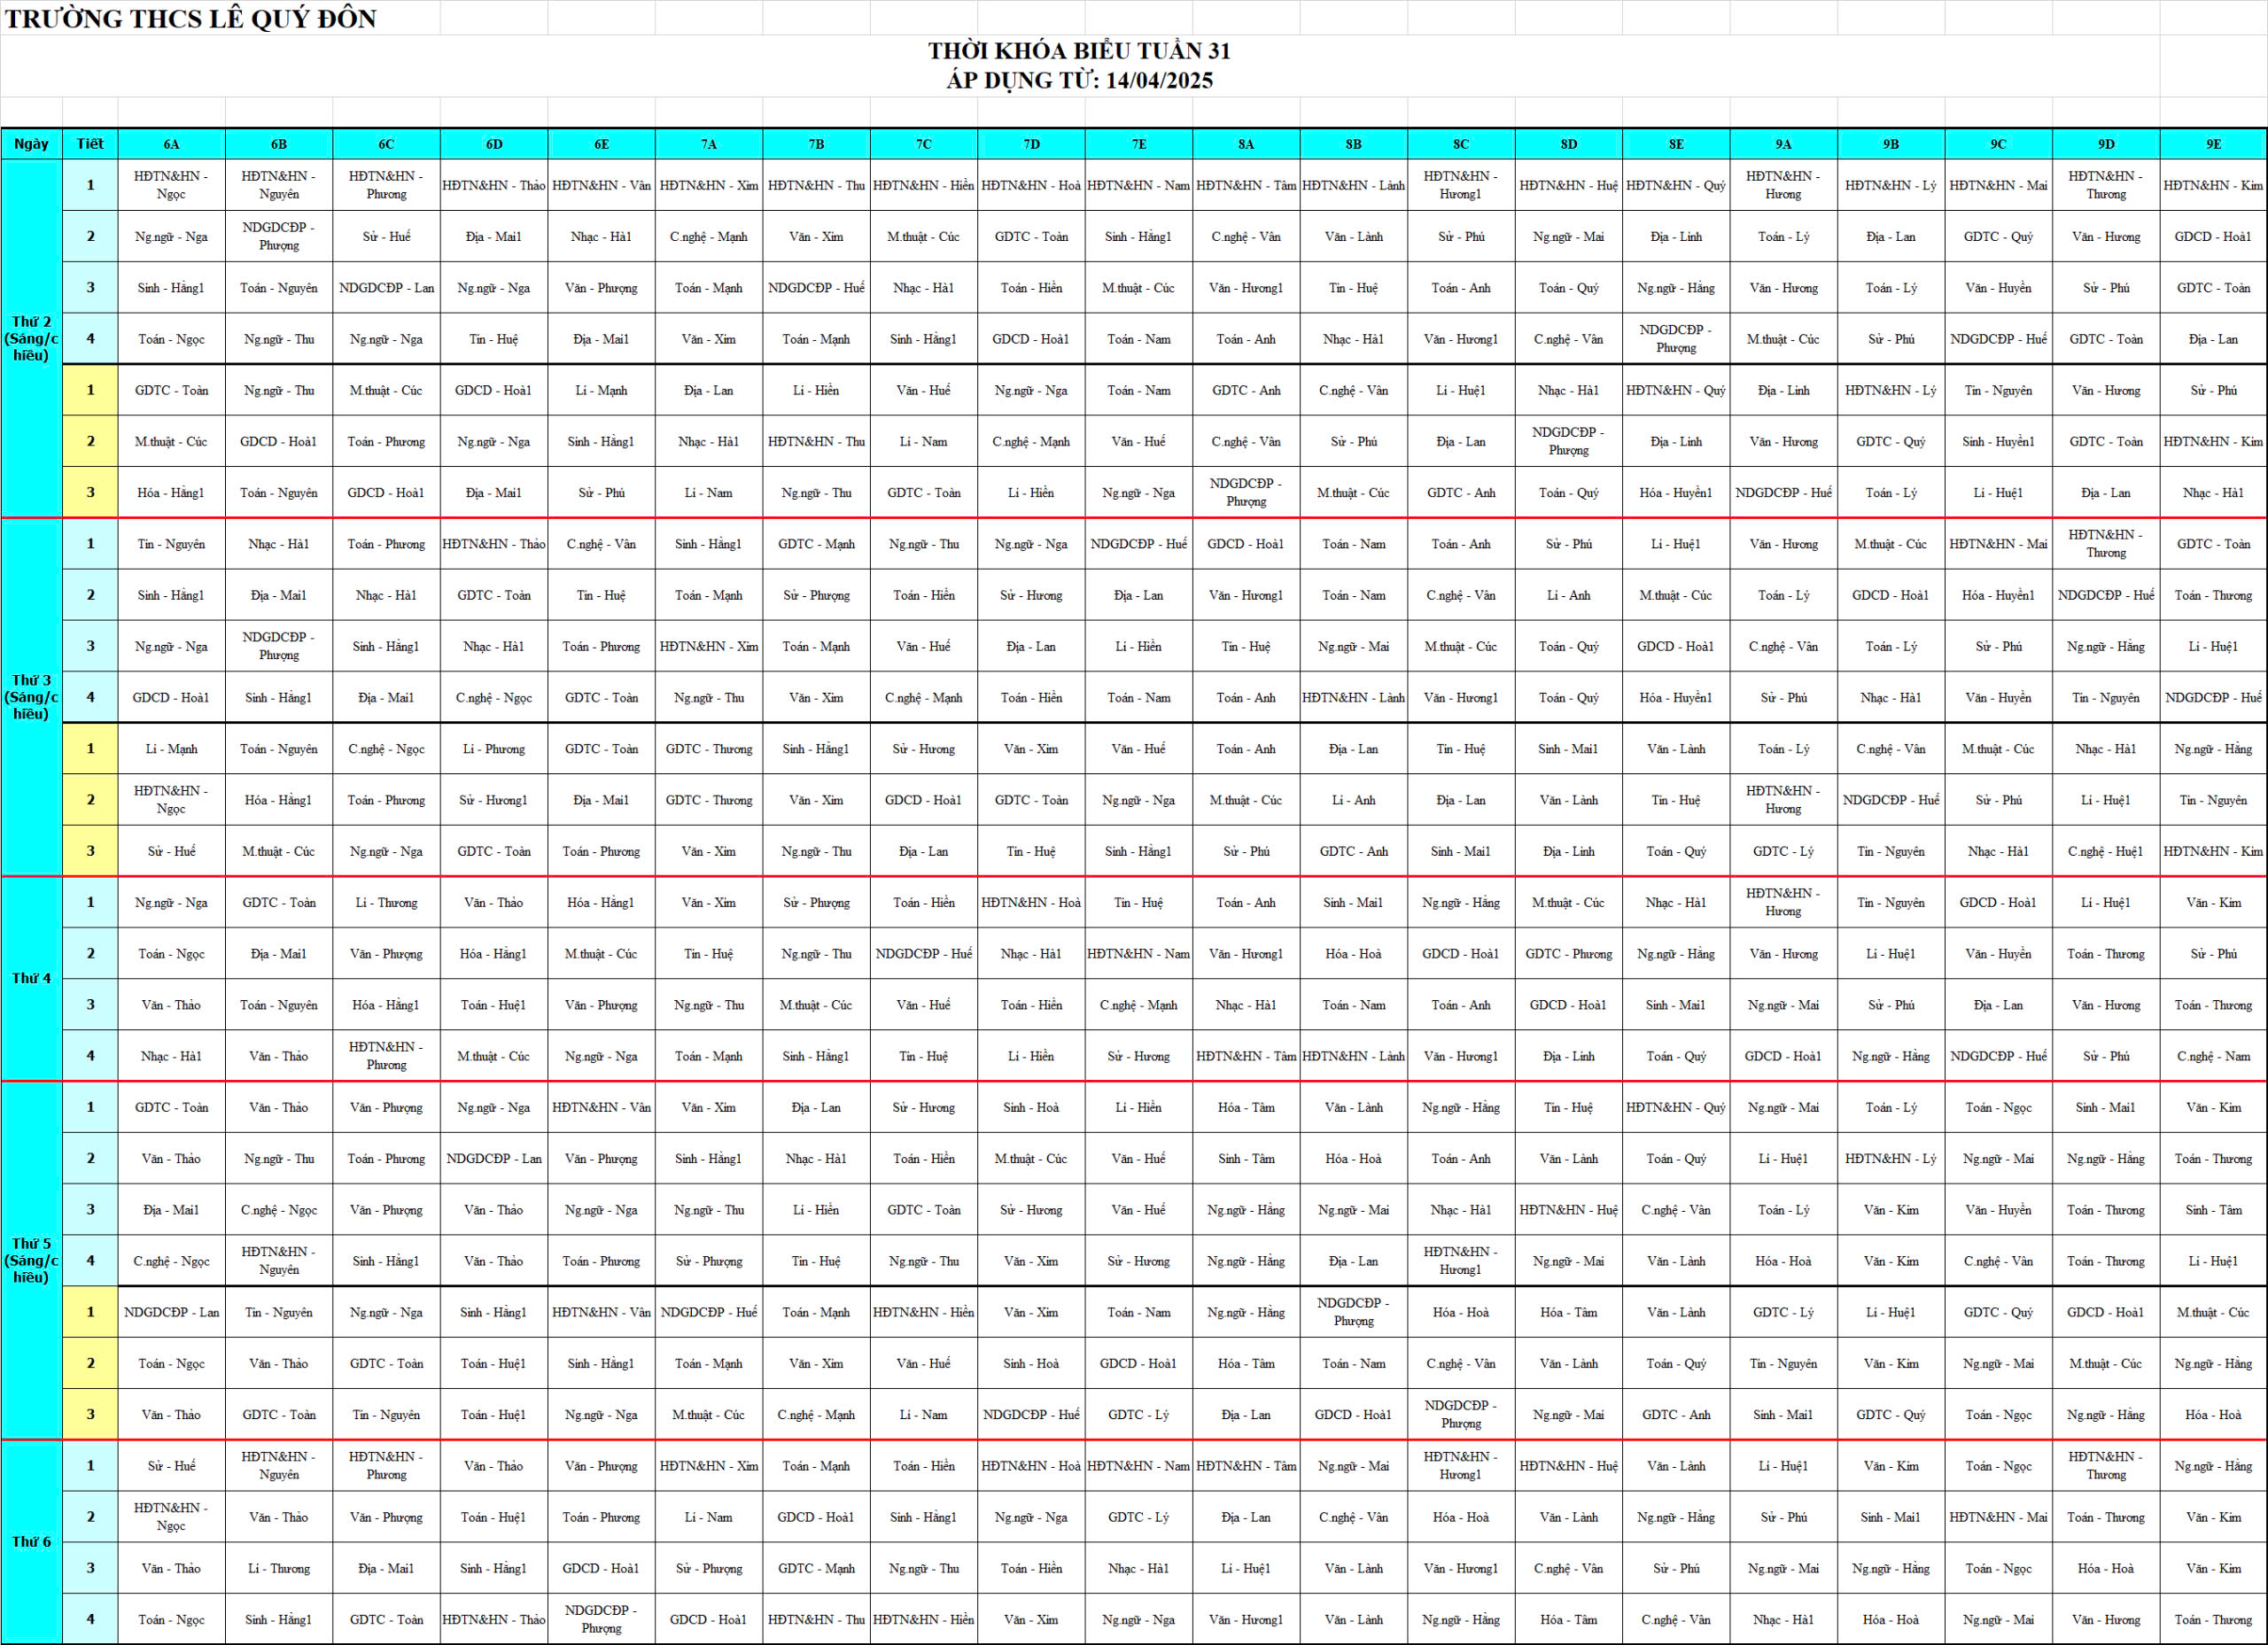 TRƯỜNG THCS LÊ QUÝ ĐÔN
THỜI KHÓA BIỂU TUẦN 31
ÁP DỤNG TỪ: 14/04/2025
Ngày Tiết 6A 6B 6C 6D 6E 7A 7B 7C 7D 7E 8A 8B 8C 8D 8E 9A 9B 9C 9D 9E
Thứ 2 (Sáng/chiều)
1 HĐTN&HN - Ngọc HĐTN&HN - Nguyên HĐTN&HN - Phương HĐTN&HN - Thảo HĐTN&HN - Vân HĐTN&HN - Xim HĐTN&HN - Thu HĐTN&HN - Hiền HĐTN&HN - Hoà HĐTN&HN - Nam HĐTN&HN - Tâm HĐTN&HN - Lành HĐTN&HN - Hương1 HĐTN&HN - Huệ HĐTN&HN - Quý HĐTN&HN - Hương HĐTN&HN - Lý HĐTN&HN - Mai HĐTN&HN - Thương HĐTN&HN - Kim
2 Ng.ngữ - Nga NDGDCĐP - Phượng Sử - Huế Địa - Mai1 Nhạc - Hà1 C.nghệ - Mạnh Văn - Xim M.thuật - Cúc GDTC - Toàn Sinh - Hằng1 C.nghệ - Vân Văn - Lành Sử - Phú Ng.ngữ - Mai Địa - Linh Toán - Lý Địa - Lan GDTC - Quý Văn - Hương GDCD - Hoà1
3 Sinh - Hằng1 Toán - Nguyên NDGDCĐP - Lan Ng.ngữ - Nga Văn - Phượng Toán - Mạnh NDGDCĐP - Huế Nhạc - Hà1 Toán - Hiền M.thuật - Cúc Văn - Hương1 Tin - Huệ Toán - Anh Toán - Quý Ng.ngữ - Hằng Văn - Hương Toán - Lý Văn - Huyền Sử - Phú GDTC - Toàn
4 Toán - Ngọc Ng.ngữ - Thu Ng.ngữ - Nga Tin - Huệ Địa - Mai1 Văn - Xim Toán - Mạnh Sinh - Hằng1 GDCD - Hoà1 Toán - Nam Toán - Anh Nhạc - Hà1 Văn - Hương1 C.nghệ - Vân NDGDCĐP - Phượng M.thuật - Cúc Sử - Phú NDGDCĐP - Huế GDTC - Toàn Địa - Lan
1 GDTC - Toàn Ng.ngữ - Thu M.thuật - Cúc GDCD - Hoà1 Lí - Mạnh Địa - Lan Lí - Hiền Văn - Huế Ng.ngữ - Nga Toán - Nam GDTC - Anh C.nghệ - Vân Lí - Huệ1 Nhạc - Hà1 HĐTN&HN - Quý Địa - Linh HĐTN&HN - Lý Tin - Nguyên Văn - Hương Sử - Phú
2 M.thuật - Cúc GDCD - Hoà1 Toán - Phương Ng.ngữ - Nga Sinh - Hằng1 Nhạc - Hà1 HĐTN&HN - Thu Lí - Nam C.nghệ - Mạnh Văn - Huế C.nghệ - Vân Sử - Phú Địa - Lan NDGDCĐP - Phượng Địa - Linh Văn - Hương GDTC - Quý Sinh - Huyền1 GDTC - Toàn HĐTN&HN - Kim
3 Hóa - Hằng1 Toán - Nguyên GDCD - Hoà1 Địa - Mai1 Sử - Phú Lí - Nam Ng.ngữ - Thu GDTC - Toàn Lí - Hiền Ng.ngữ - Nga NDGDCĐP - Phượng M.thuật - Cúc GDTC - Anh Toán - Quý Hóa - Huyền1 NDGDCĐP - Huế Toán - Lý Lí - Huệ1 Địa - Lan Nhạc - Hà1
Thứ 3 (Sáng/chiều)
1 Tin - Nguyên Nhạc - Hà1 Toán - Phương HĐTN&HN - Thảo C.nghệ - Vân Sinh - Hằng1 GDTC - Mạnh Ng.ngữ - Thu Ng.ngữ - Nga NDGDCĐP - Huế GDCD - Hoà1 Toán - Nam Toán - Anh Sử - Phú Lí - Huệ1 Văn - Hương M.thuật - Cúc HĐTN&HN - Mai HĐTN&HN - Thương GDTC - Toàn
2 Sinh - Hằng1 Địa - Mai1 Nhạc - Hà1 GDTC - Toàn Tin - Huệ Toán - Mạnh Sử - Phượng Toán - Hiền Sử - Hương Địa - Lan Văn - Hương1 Toán - Nam C.nghệ - Vân Lí - Anh M.thuật - Cúc Toán - Lý GDCD - Hoà1 Hóa - Huyền1 NDGDCĐP - Huế Toán - Thương
3 Ng.ngữ - Nga NDGDCĐP - Phượng Sinh - Hằng1 Nhạc - Hà1 Toán - Phương HĐTN&HN - Xim Toán - Mạnh Văn - Huế Địa - Lan Lí - Hiền Tin - Huệ Ng.ngữ - Mai M.thuật - Cúc Toán - Quý GDCD - Hoà1 C.nghệ - Vân Toán - Lý Sử - Phú Ng.ngữ - Hằng Lí - Huệ1
4 GDCD - Hoà1 Sinh - Hằng1 Địa - Mai1 C.nghệ - Ngọc GDTC - Toàn Ng.ngữ - Thu Văn - Xim C.nghệ - Mạnh Toán - Hiền Toán - Nam Toán - Anh HĐTN&HN - Lành Văn - Hương1 Toán - Quý Hóa - Huyền1 Sử - Phú Nhạc - Hà1 Văn - Huyền Tin - Nguyên NDGDCĐP - Huế
1 Lí - Mạnh Toán - Nguyên C.nghệ - Ngọc Lí - Phương GDTC - Toàn GDTC - Thương Sinh - Hằng1 Sử - Hương Văn - Xim Văn - Huế Toán - Anh Địa - Lan Tin - Huệ Sinh - Mai1 Văn - Lành Toán - Lý C.nghệ - Vân M.thuật - Cúc Nhạc - Hà1 Ng.ngữ - Hằng
2 HĐTN&HN - Ngọc Hóa - Hằng1 Toán - Phương Sử - Hương1 Địa - Mai1 GDTC - Thương Văn - Xim GDCD - Hoà1 GDTC - Toàn Ng.ngữ - Nga M.thuật - Cúc Lí - Anh Địa - Lan Văn - Lành Tin - Huệ HĐTN&HN - Hương NDGDCĐP - Huế Sử - Phú Lí - Huệ1 Tin - Nguyên
3 Sử - Huế M.thuật - Cúc Ng.ngữ - Nga GDTC - Toàn Toán - Phương Văn - Xim Ng.ngữ - Thu Địa - Lan Tin - Huệ Sinh - Hằng1 Sử - Phú GDTC - Anh Sinh - Mai1 Địa - Linh Toán - Quý GDTC - Lý Tin - Nguyên Nhạc - Hà1 C.nghệ - Huệ1 HĐTN&HN - Kim
Thứ 4
1 Ng.ngữ - Nga GDTC - Toàn Lí - Thương Văn - Thảo Hóa - Hằng1 Văn - Xim Sử - Phượng Toán - Hiền HĐTN&HN - Hoà Tin - Huệ Toán - Anh Sinh - Mai1 Ng.ngữ - Hằng M.thuật - Cúc Nhạc - Hà1 HĐTN&HN - Hương Tin - Nguyên GDCD - Hoà1 Lí - Huệ1 Văn - Kim
2 Toán - Ngọc Địa - Mai1 Văn - Phượng Hóa - Hằng1 M.thuật - Cúc Tin - Huệ Ng.ngữ - Thu NDGDCĐP - Huế Nhạc - Hà1 HĐTN&HN - Nam Văn - Hương1 Hóa - Hoà GDCD - Hoà1 GDTC - Phương Ng.ngữ - Hằng Văn - Hương Lí - Huệ1 Văn - Huyền Toán - Thương Sử - Phú
3 Văn - Thảo Toán - Nguyên Hóa - Hằng1 Toán - Huệ1 Văn - Phượng Ng.ngữ - Thu M.thuật - Cúc Văn - Huế Toán - Hiền C.nghệ - Mạnh Nhạc - Hà1 Toán - Nam Toán - Anh GDCD - Hoà1 Sinh - Mai1 Ng.ngữ - Mai Sử - Phú Địa - Lan Văn - Hương Toán - Thương
4 Nhạc - Hà1 Văn - Thảo HĐTN&HN - Phương M.thuật - Cúc Ng.ngữ - Nga Toán - Mạnh Sinh - Hằng1 Tin - Huệ Lí - Hiền Sử - Hương HĐTN&HN - Tâm HĐTN&HN - Lành Văn - Hương1 Địa - Linh Toán - Quý GDCD - Hoà1 Ng.ngữ - Hằng NDGDCĐP - Huế Sử - Phú C.nghệ - Nam
Thứ 5 (Sáng/chiều)
1 GDTC - Toàn Văn - Thảo Văn - Phượng Ng.ngữ - Nga HĐTN&HN - Vân Văn - Xim Địa - Lan Sử - Hương Sinh - Hoà Lí - Hiền Hóa - Tâm Văn - Lành Ng.ngữ - Hằng Tin - Huệ HĐTN&HN - Quý Ng.ngữ - Mai Toán - Lý Toán - Ngọc Sinh - Mai1 Văn - Kim
2 Văn - Thảo Ng.ngữ - Thu Toán - Phương NDGDCĐP - Lan Văn - Phượng Sinh - Hằng1 Nhạc - Hà1 Toán - Hiền M.thuật - Cúc Văn - Huế Sinh - Tâm Hóa - Hoà Toán - Anh Văn - Lành Toán - Quý Lí - Huệ1 HĐTN&HN - Lý Ng.ngữ - Mai Ng.ngữ - Hằng Toán - Thương
3 Địa - Mai1 C.nghệ - Ngọc Văn - Phượng Văn - Thảo Ng.ngữ - Nga Ng.ngữ - Thu Lí - Hiền GDTC - Toàn Sử - Hương Văn - Huế Ng.ngữ - Hằng Ng.ngữ - Mai Nhạc - Hà1 HĐTN&HN - Huệ C.nghệ - Vân Toán - Lý Văn - Kim Văn - Huyền Toán - Thương Sinh - Tâm
4 C.nghệ - Ngọc HĐTN&HN - Nguyên Sinh - Hằng1 Văn - Thảo Toán - Phương Sử - Phượng Tin - Huệ Ng.ngữ - Thu Văn - Xim Sử - Hương Ng.ngữ - Hằng Địa - Lan HĐTN&HN - Hương1 Ng.ngữ - Mai Văn - Lành Hóa - Hoà Văn - Kim C.nghệ - Vân Toán - Thương Lí - Huệ1
1 NDGDCĐP - Lan Tin - Nguyên Ng.ngữ - Nga Sinh - Hằng1 HĐTN&HN - Vân NDGDCĐP - Huế Toán - Mạnh HĐTN&HN - Hiền Văn - Xim Toán - Nam Ng.ngữ - Hằng NDGDCĐP - Phượng Hóa - Hoà Hóa - Tâm Văn - Lành GDTC - Lý Lí - Huệ1 GDTC - Quý GDCD - Hoà1 M.thuật - Cúc
2 Toán - Ngọc Văn - Thảo GDTC - Toàn Toán - Huệ1 Sinh - Hằng1 Toán - Mạnh Văn - Xim Văn - Huế Sinh - Hoà GDCD - Hoà1 Hóa - Tâm Toán - Nam C.nghệ - Vân Văn - Lành Toán - Quý Tin - Nguyên Văn - Kim Ng.ngữ - Mai M.thuật - Cúc Ng.ngữ - Hằng
3 Văn - Thảo GDTC - Toàn Tin - Nguyên Toán - Huệ1 Ng.ngữ - Nga M.thuật - Cúc C.nghệ - Mạnh Lí - Nam NDGDCĐP - Huế GDTC - Lý Địa - Lan GDCD - Hoà1 NDGDCĐP - Phượng Ng.ngữ - Mai GDTC - Anh Sinh - Mai1 GDTC - Quý Toán - Ngọc Ng.ngữ - Hằng Hóa - Hoà
Thứ 6
1 Sử - Huế HĐTN&HN - Nguyên HĐTN&HN - Phương Văn - Thảo Văn - Phượng HĐTN&HN - Xim Toán - Mạnh Toán - Hiền HĐTN&HN - Hoà HĐTN&HN - Nam HĐTN&HN - Tâm Ng.ngữ - Mai HĐTN&HN - Hương1 HĐTN&HN - Huệ Văn - Lành Lí - Huệ1 Văn - Kim Toán - Ngọc HĐTN&HN - Thương Ng.ngữ - Hằng
2 HĐTN&HN - Ngọc Văn - Thảo Văn - Phượng Toán - Huệ1 Toán - Phương Lí - Nam GDCD - Hoà1 Sinh - Hằng1 Ng.ngữ - Nga GDTC - Lý Địa - Lan C.nghệ - Vân Hóa - Hoà Văn - Lành Ng.ngữ - Hằng Sử - Phú Sinh - Mai1 HĐTN&HN - Mai Toán - Thương Văn - Kim
3 Văn - Thảo Lí - Thương Địa - Mai1 Sinh - Hằng1 GDCD - Hoà1 Sử - Phượng GDTC - Mạnh Ng.ngữ - Thu Toán - Hiền Nhạc - Hà1 Lí - Huệ1 Văn - Lành Văn - Hương1 C.nghệ - Vân Sử - Phú Ng.ngữ - Mai Ng.ngữ - Hằng Toán - Ngọc Hóa - Hoà Văn - Kim
4 Toán - Ngọc Sinh - Hằng1 GDTC - Toàn HĐTN&HN - Thảo NDGDCĐP - Phượng GDCD - Hoà1 HĐTN&HN - Thu HĐTN&HN - Hiền Văn - Xim Ng.ngữ - Nga Văn - Hương1 Văn - Lành Ng.ngữ - Hằng Hóa - Tâm C.nghệ - Vân Nhạc - Hà1 Hóa - Hoà Ng.ngữ - Mai Văn - Hương Toán - Thương